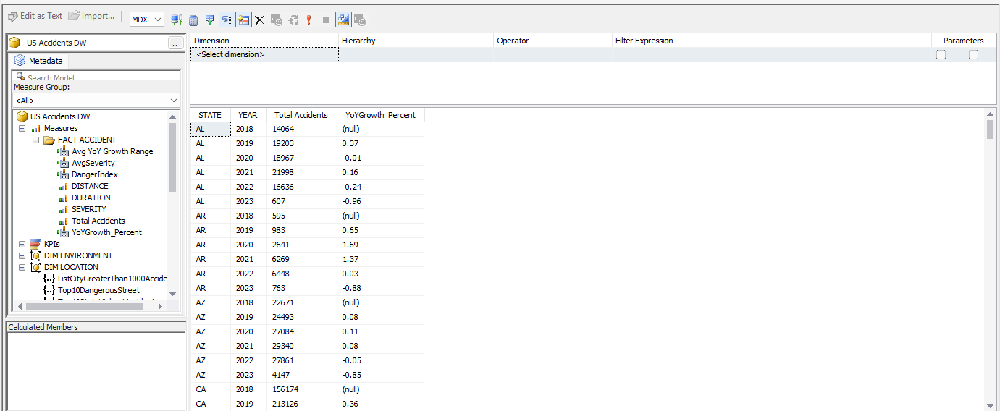 Edit as Text Import... MDX
US Accidents DW ..
Metadata
Search Model
Measure Group:
<All>
US Accidents DW
Measures
FACT ACCIDENT
Avg YoY Growth Range
AvgSeverity
DangerIndex
DISTANCE
DURATION
SEVERITY
Total Accidents
YoYGrowth_Percent
KPIs
DIM ENVIRONMENT
DIM LOCATION
ListCityGreaterThan1000Accide
Top10DangerousStreet
Calculated Members
Dimension Hierarchy Operator Filter Expression Parameters
<Select dimension>
STATE YEAR Total Accidents YoYGrowth_Percent
AL 2018 14064 (null)
AL 2019 19203 0.37
AL 2020 18967 -0.01
AL 2021 21998 0.16
AL 2022 16636 -0.24
AL 2023 607 -0.96
AR 2018 595 (null)
AR 2019 983 0.65
AR 2020 2641 1.69
AR 2021 6269 1.37
AR 2022 6448 0.03
AR 2023 763 -0.88
AZ 2018 22671 (null)
AZ 2019 24493 0.08
AZ 2020 27084 0.11
AZ 2021 29340 0.08
AZ 2022 27861 -0.05
AZ 2023 4147 -0.85
CA 2018 156174 (null)
CA 2019 213126 0.36